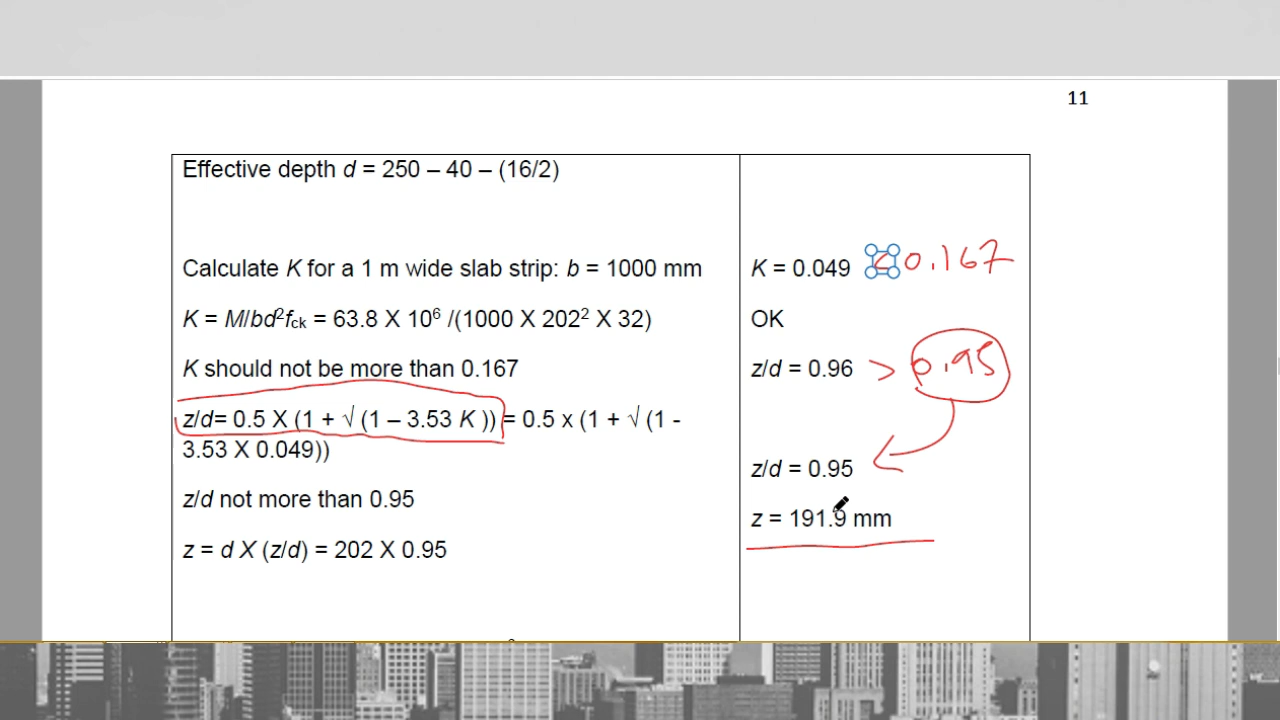 11
Effective depth d = 250 – 40 – (16/2)
Calculate K for a 1 m wide slab strip: b = 1000 mm
K = 0.049 < 0.167
K = M/bd²fck = 63.8 X 10⁶ /(1000 X 202² X 32)
OK
K should not be more than 0.167
z/d = 0.96 > 0.95
z/d= 0.5 X (1 + √ (1 – 3.53 K )) = 0.5 x (1 + √ (1 -
3.53 X 0.049))
z/d = 0.95
z/d not more than 0.95
z = 191.9 mm
z = d X (z/d) = 202 X 0.95